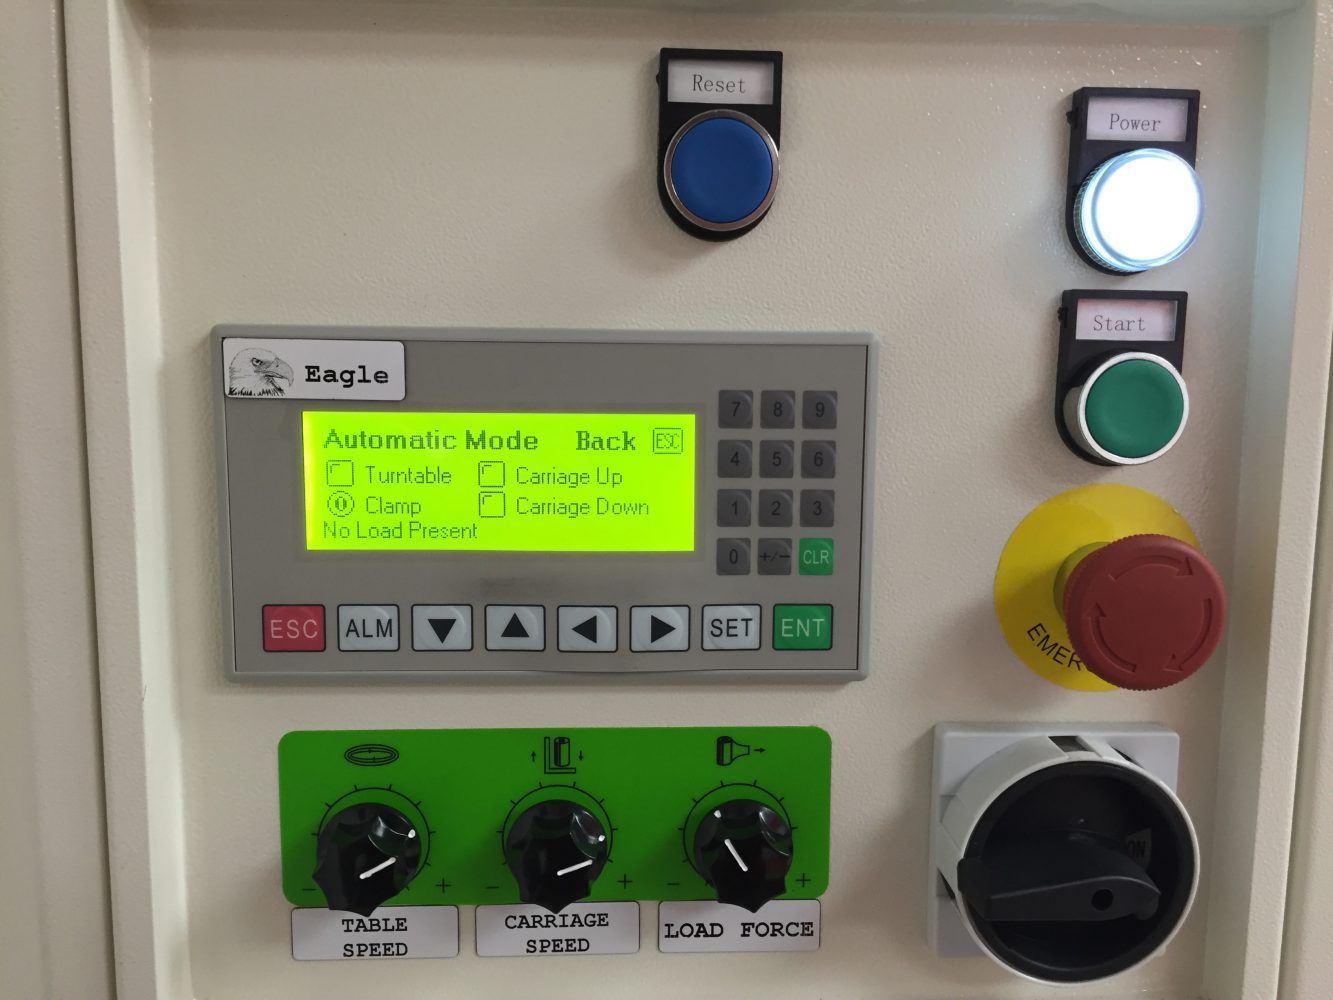 Reset
Power
Start
Eagle
Automatic Mode Back ESC
Turntable Carriage Up
0 Clamp Carriage Down
No Load Present
7 8 9
4 5 6
1 2 3
0 +/- CLR
ESC ALM SET ENT
- + - + - +
TABLE SPEED
CARRIAGE SPEED
LOAD FORCE
ON